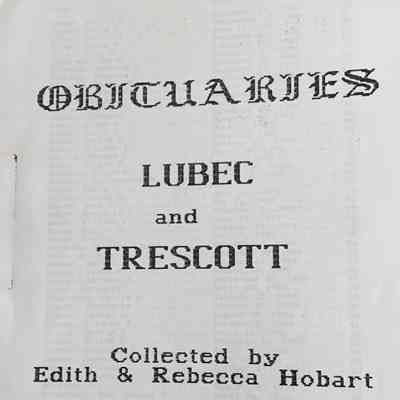 OBITUARIES
LUBEC
and
TRESCOTT
Collected by
Edith & Rebecca Hobart